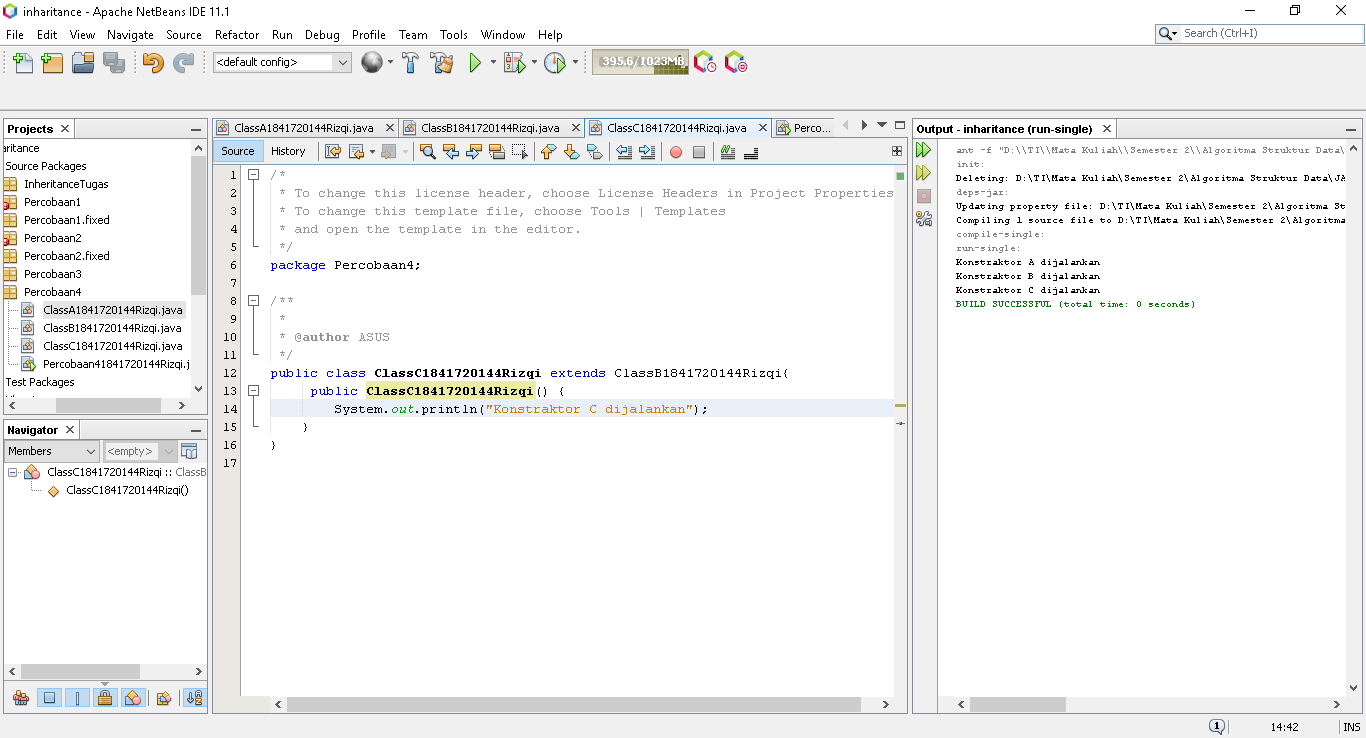 inharitance - Apache NetBeans IDE 11.1
File Edit View Navigate Source Refactor Run Debug Profile Team Tools Window Help
Search (Ctrl+I)
<default config>
395.6/1023MB
Projects
aritance
Source Packages
InheritanceTugas
Percobaan1
Percobaan1.fixed
Percobaan2
Percobaan2.fixed
Percobaan3
Percobaan4
ClassA1841720144Rizqi.java
ClassB1841720144Rizqi.java
ClassC1841720144Rizqi.java
Percobaan41841720144Rizqi.j
Test Packages
Navigator
Members
<empty>
ClassC1841720144Rizqi :: ClassB
ClassC1841720144Rizqi()
ClassA1841720144Rizqi.java ClassB1841720144Rizqi.java ClassC1841720144Rizqi.java Perco...
Source History
1 /*
2 * To change this license header, choose License Headers in Project Properties
3 * To change this template file, choose Tools | Templates
4 * and open the template in the editor.
5 */
6 package Percobaan4;
7
8 /**
9 *
10 * @author ASUS
11 */
12 public class ClassC1841720144Rizqi extends ClassB1841720144Rizqi{
13 public ClassC1841720144Rizqi() {
14 System.out.println("Konstraktor C dijalankan");
15 }
16 }
17
Output - inharitance (run-single)
ant -f "D:\\TI\\Mata Kuliah\\Semester 2\\Algoritma Struktur Data\
init:
Deleting: D:\TI\Mata Kuliah\Semester 2\Algoritma Struktur Data\JA
deps-jar:
Updating property file: D:\TI\Mata Kuliah\Semester 2\Algoritma St
Compiling 1 source file to D:\TI\Mata Kuliah\Semester 2\Algoritma
compile-single:
run-single:
Konstraktor A dijalankan
Konstraktor B dijalankan
Konstraktor C dijalankan
BUILD SUCCESSFUL (total time: 0 seconds)
1
14:42
INS